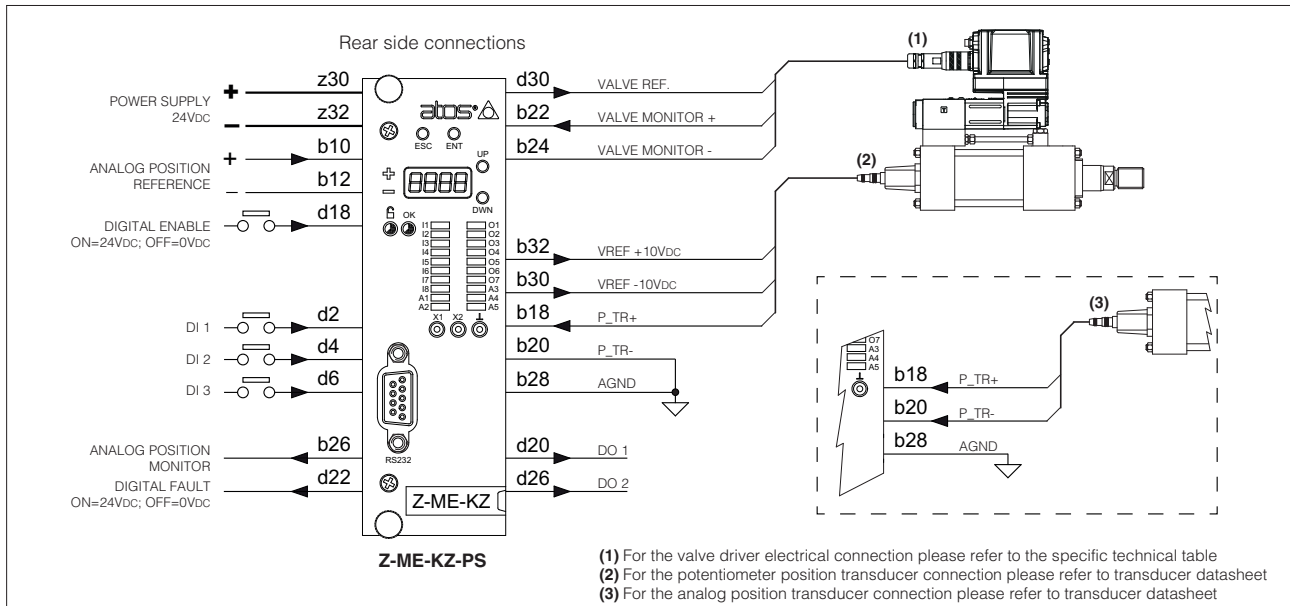 Rear side connections
POWER SUPPLY
24VDC
+
−
z30
z32
ANALOG POSITION
REFERENCE
+
−
b10
b12
DIGITAL ENABLE
ON=24VDC; OFF=0VDC
d18
DI 1
d2
DI 2
d4
DI 3
d6
ANALOG POSITION
MONITOR
b26
DIGITAL FAULT
ON=24VDC; OFF=0VDC
d22
atos®
ESC
ENT
UP
8888
DWN
OK
I1
I2
I3
I4
I5
I6
I7
I8
A1
A2
O1
O2
O3
O4
O5
O6
O7
A3
A4
A5
X1 X2
RS232
Z-ME-KZ
Z-ME-KZ-PS
d30 VALVE REF.
b22 VALVE MONITOR +
b24 VALVE MONITOR -
b32 VREF +10VDC
b30 VREF -10VDC
b18 P_TR+
b20 P_TR-
b28 AGND
d20 DO 1
d26 DO 2
(1)
(2)
(3)
O7
A3
A4
A5
b18 P_TR+
b20 P_TR-
b28 AGND
(1) For the valve driver electrical connection please refer to the specific technical table
(2) For the potentiometer position transducer connection please refer to transducer datasheet
(3) For the analog position transducer connection please refer to transducer datasheet